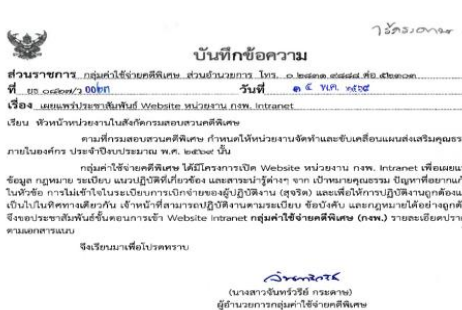 บันทึกข้อความ
ส่วนราชการ กลุ่มค่าใช้จ่ายคดีพิเศษ ส่วนอำนวยการ โทร.
ที่ ยธ วันที่ พ.ค.
เรื่อง เผยแพร่ประชาสัมพันธ์ Website หน่วยงาน กงพ. Intranet
เรียน หัวหน้าหน่วยงานในสังกัดกรมสอบสวนคดีพิเศษ
ตามที่กรมสอบสวนคดีพิเศษ กำหนดให้หน่วยงานจัดทำและขับเคลื่อนแผนส่งเสริมคุณธร
ภายในองค์กร ประจำปีงบประมาณ พ.ศ. นั้น
กลุ่มค่าใช้จ่ายคดีพิเศษ ได้มีโครงการเปิด Website หน่วยงาน กงพ. Intranet เพื่อเผยแ
ข้อมูล กฎหมาย ระเบียบ แนวปฏิบัติที่เกี่ยวข้อง และสาระน่ารู้ต่างๆ จาก เป้าหมายคุณธรรม ปัญหาที่อยากแก้
ในหัวข้อ การไม่เข้าใจในระเบียบการเบิกจ่ายของผู้ปฏิบัติงาน (สุจริต) และเพื่อให้การปฏิบัติงานถูกต้องแ
เป็นไปในทิศทางเดียวกัน เจ้าหน้าที่สามารถปฏิบัติงานตามระเบียบ ข้อบังคับ และกฎหมายได้อย่างถูกต้
จึงขอประชาสัมพันธ์ขั้นตอนการเข้า Website Intranet กลุ่มค่าใช้จ่ายคดีพิเศษ (กงพ.) รายละเอียดปรา
ตามเอกสารแนบ
จึงเรียนมาเพื่อโปรดทราบ
(นางสาวจันทร์วรีย์ กระดาษ)
ผู้อำนวยการกลุ่มค่าใช้จ่ายคดีพิเศษ